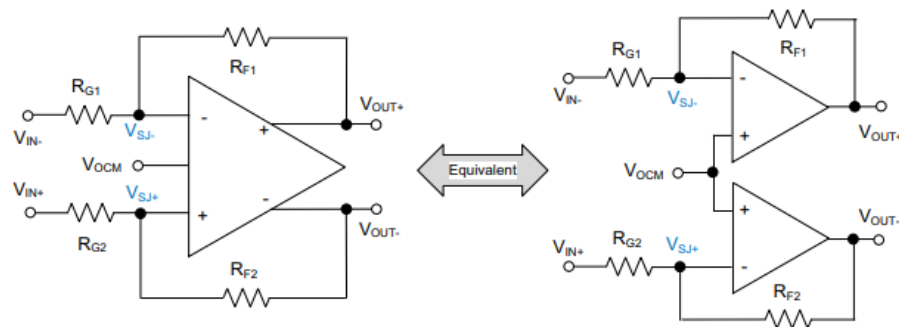 RF1
RG1
VIN-
VSJ-
-
+
VOUT+
VOCM
VIN+
VSJ+
+
-
VOUT-
RG2
RF2
Equivalent
RF1
RG1
VIN-
VSJ-
-
+
VOUT+
VOCM
+
-
VOUT-
VIN+
RG2
VSJ+
RF2